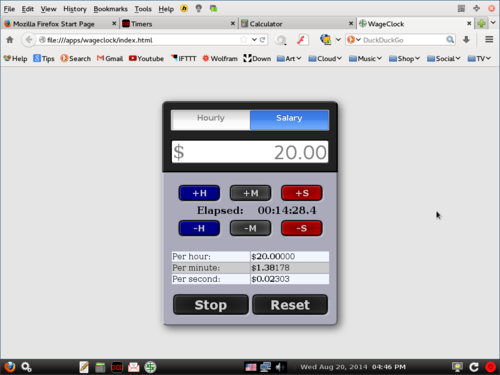 File Edit View History Bookmarks Tools Help
Mozilla Firefox Start Page Timers Calculator WageClock
file:///apps/wageclock/index.html DuckDuckGo
Help Tips Search Gmail Youtube IFTTT Wolfram Down Art Cloud Music Shop Social TV
Hourly Salary
$ 20.00
+H +M +S
Elapsed: 00:14:28.4
-H -M -S
Per hour: $20.00000
Per minute: $1.38178
Per second: $0.02303
Stop Reset
Wed Aug 20, 2014 04:46 PM